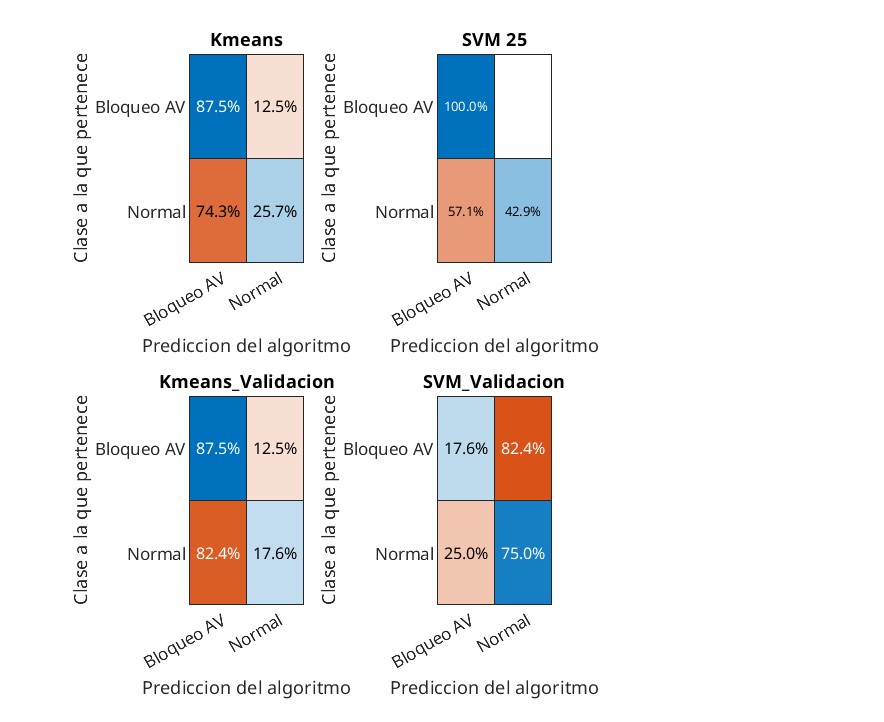 Kmeans
Clase a la que pertenece
Bloqueo AV
87.5%
12.5%
Normal
74.3%
25.7%
Bloqueo AV
Normal
Prediccion del algoritmo
SVM 25
Clase a la que pertenece
Bloqueo AV
100.0%
Normal
57.1%
42.9%
Bloqueo AV
Normal
Prediccion del algoritmo
Kmeans_Validacion
Clase a la que pertenece
Bloqueo AV
87.5%
12.5%
Normal
82.4%
17.6%
Bloqueo AV
Normal
Prediccion del algoritmo
SVM_Validacion
Clase a la que pertenece
Bloqueo AV
17.6%
82.4%
Normal
25.0%
75.0%
Bloqueo AV
Normal
Prediccion del algoritmo